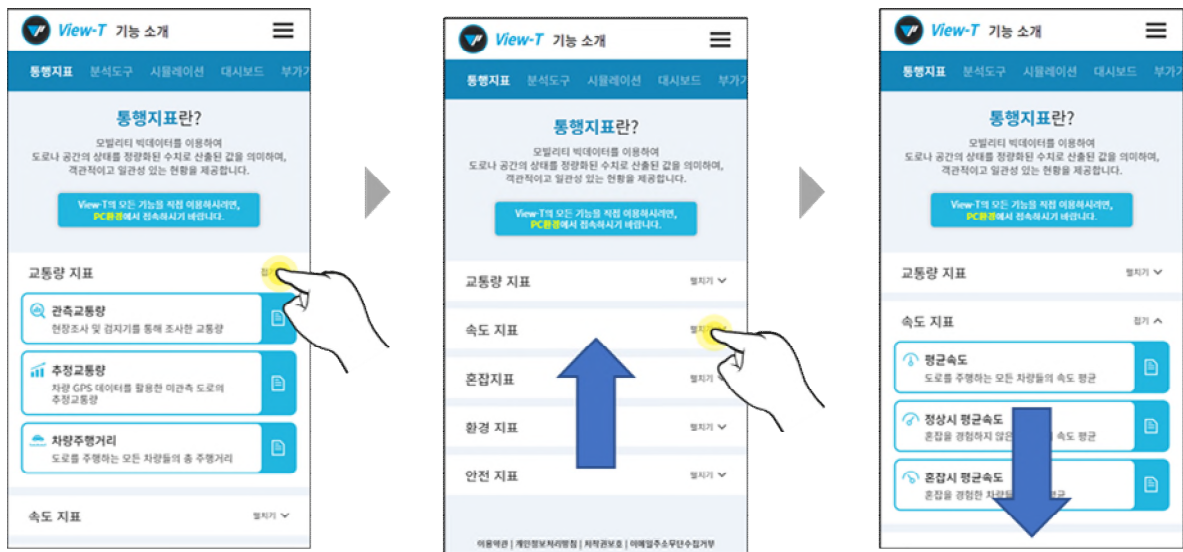 View-T 기능 소개
통행지표 분석도구 시뮬레이션 대시보드 부가기
통행지표란?
모빌리티 빅데이터를 이용하여
도로나 공간의 상태를 정량화된 수치로 산출된 값을 의미하며,
객관적이고 일관성 있는 현황을 제공합니다.
View-T의 모든 기능을 직접 이용하시려면,
PC환경에서 접속하시기 바랍니다.
교통량 지표
관측교통량
현장조사 및 검지기를 통해 조사한 교통량
추정교통량
차량 GPS 데이터를 활용한 미관측 도로의
추정교통량
차량주행거리
도로를 주행하는 모든 차량들의 총 주행거리
속도 지표 펼치기
View-T 기능 소개
통행지표 분석도구 시뮬레이션 대시보드 부가기
통행지표란?
모빌리티 빅데이터를 이용하여
도로나 공간의 상태를 정량화된 수치로 산출된 값을 의미하며,
객관적이고 일관성 있는 현황을 제공합니다.
View-T의 모든 기능을 직접 이용하시려면,
PC환경에서 접속하시기 바랍니다.
교통량 지표 펼치기
속도 지표
혼잡지표 펼치기
환경 지표 펼치기
안전 지표 펼치기
이용약관 | 개인정보처리방침 | 저작권보호 | 이메일주소무단수집거부
View-T 기능 소개
통행지표 분석도구 시뮬레이션 대시보드 부가기
통행지표란?
모빌리티 빅데이터를 이용하여
도로나 공간의 상태를 정량화된 수치로 산출된 값을 의미하며,
객관적이고 일관성 있는 현황을 제공합니다.
View-T의 모든 기능을 직접 이용하시려면,
PC환경에서 접속하시기 바랍니다.
교통량 지표 펼치기
속도 지표 접기
평균속도
도로를 주행하는 모든 차량들의 속도 평균
정상시 평균속도
혼잡을 경험하지 않은 속도 평균
혼잡시 평균속도
혼잡을 경험한